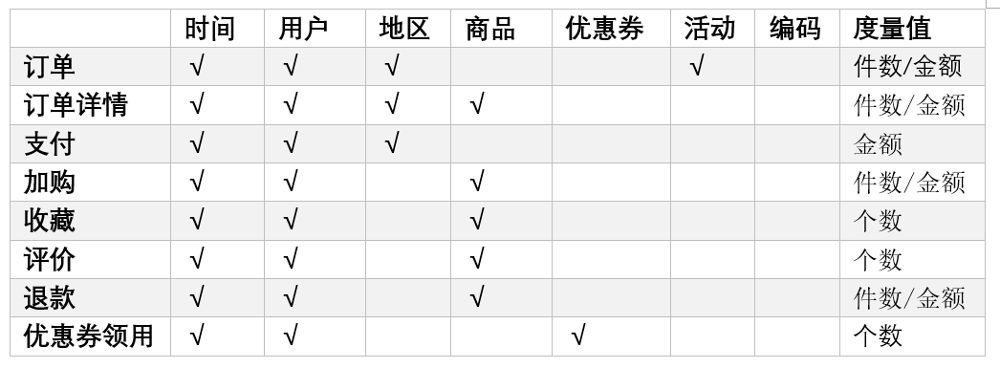 时间 用户 地区 商品 优惠券 活动 编码 度量值
订单 √ √ √ √ 件数/金额
订单详情 √ √ √ √ 件数/金额
支付 √ √ √ 金额
加购 √ √ √ 件数/金额
收藏 √ √ √ 个数
评价 √ √ √ 个数
退款 √ √ √ 件数/金额
优惠券领用 √ √ √ 个数